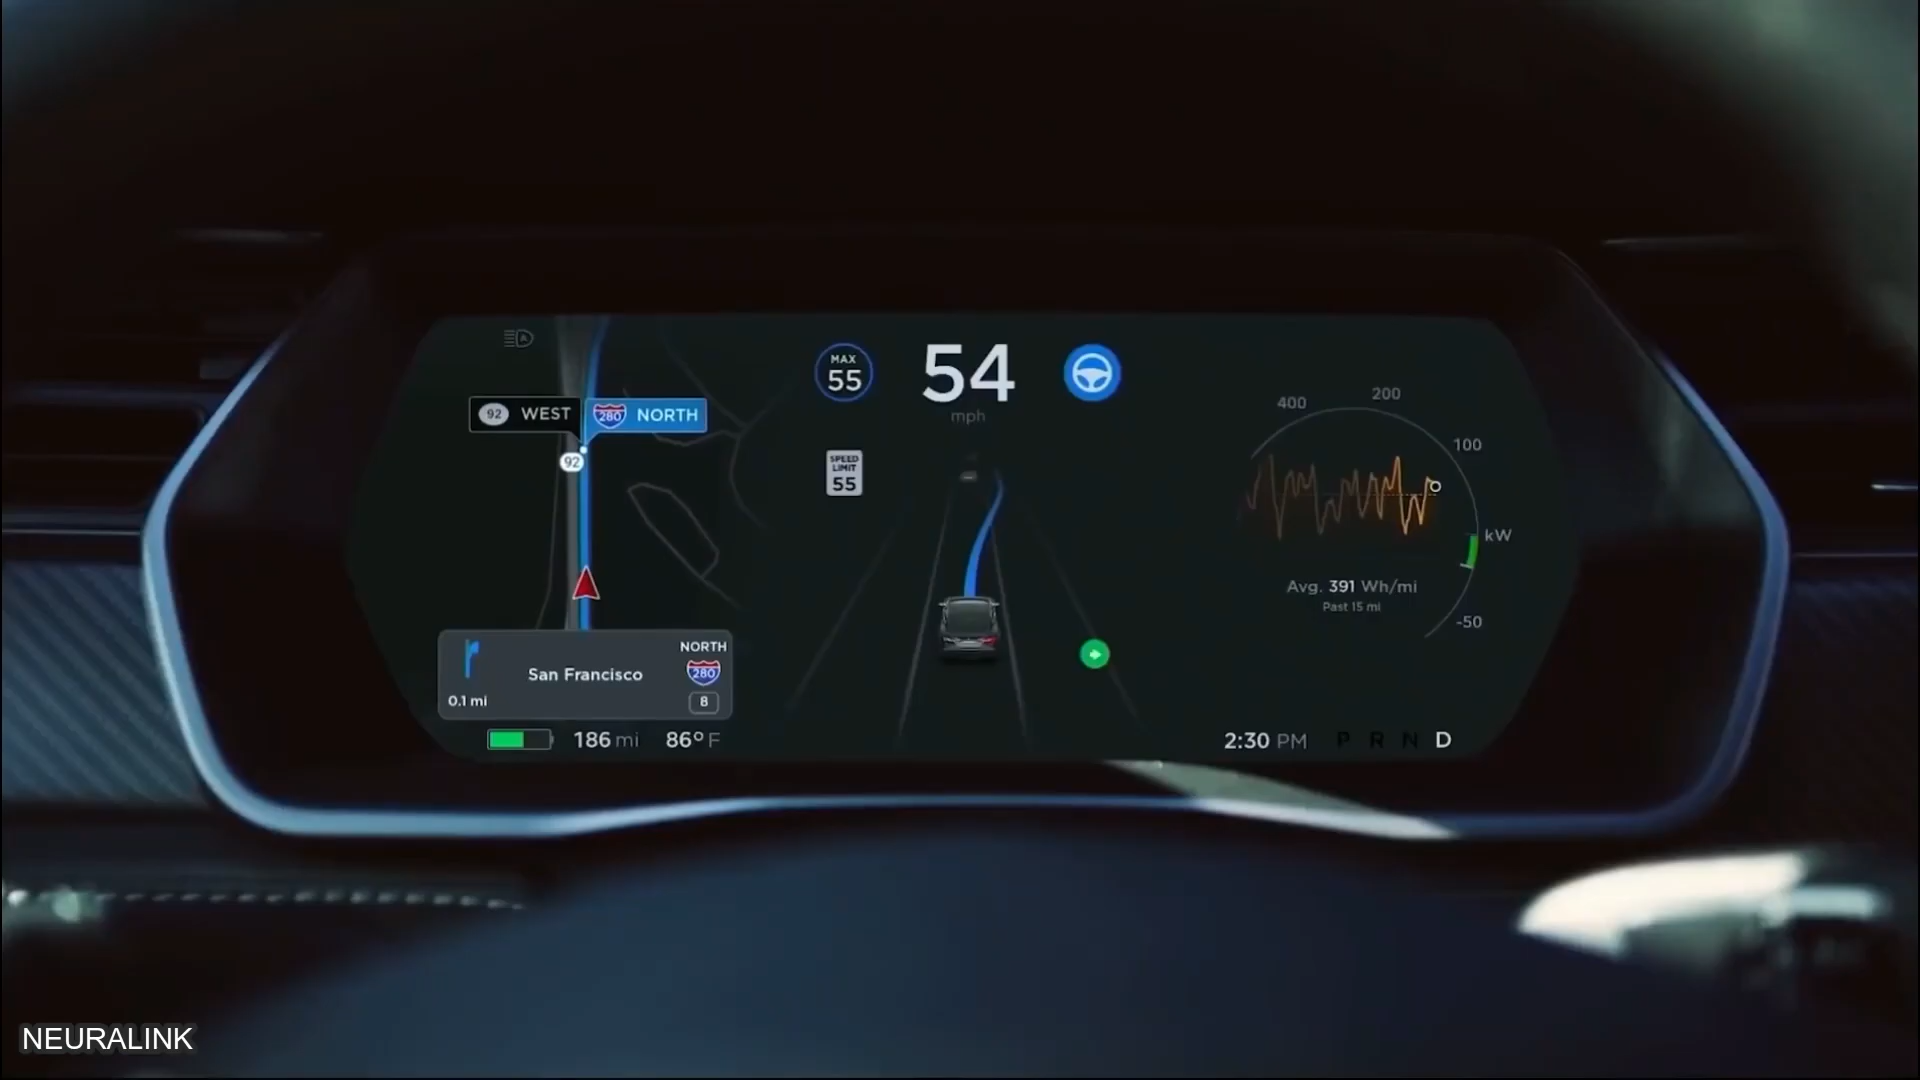 A
92 WEST
280 NORTH
92
MAX
55
54
mph
SPEED
LIMIT
55
400
200
100
kW
-50
Avg. 391 Wh/mi
Past 15 mi
NORTH
San Francisco
280
0.1 mi
8
186 mi
86° F
2:30 PM
P R N D
NEURALINK